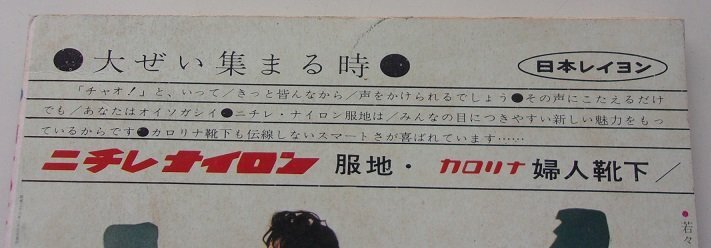 ●大ぜい集まる時●
日本レイヨン
「チャオ!」と、いって／きっと皆んなから／声をかけられるでしょう●その声にこたえるだけ
でも／あなたはオイソガシイ●ニチレ・ナイロン服地は／みんなの目につきやすい新しい魅力をもっ
ているからです●カロリナ靴下も伝線しないスマートさが喜ばれています……
ニチレナイロン 服地・ カロリナ 婦人靴下／
●若々